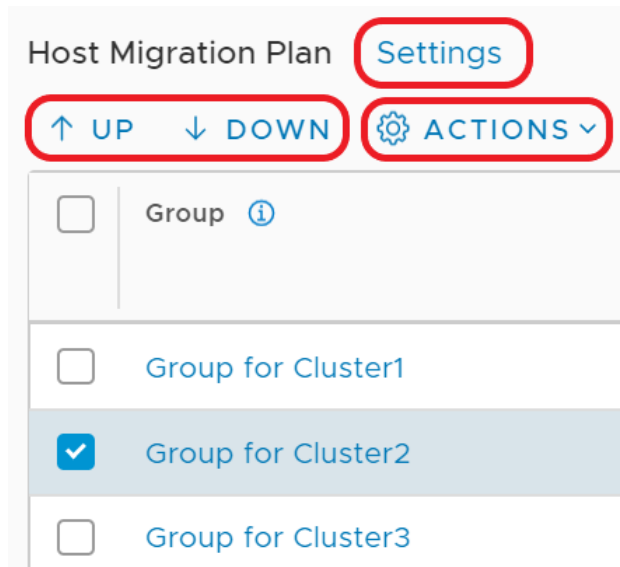 Host Migration Plan Settings
↑ UP ↓ DOWN ACTIONS
Group
Group for Cluster1
Group for Cluster2
Group for Cluster3